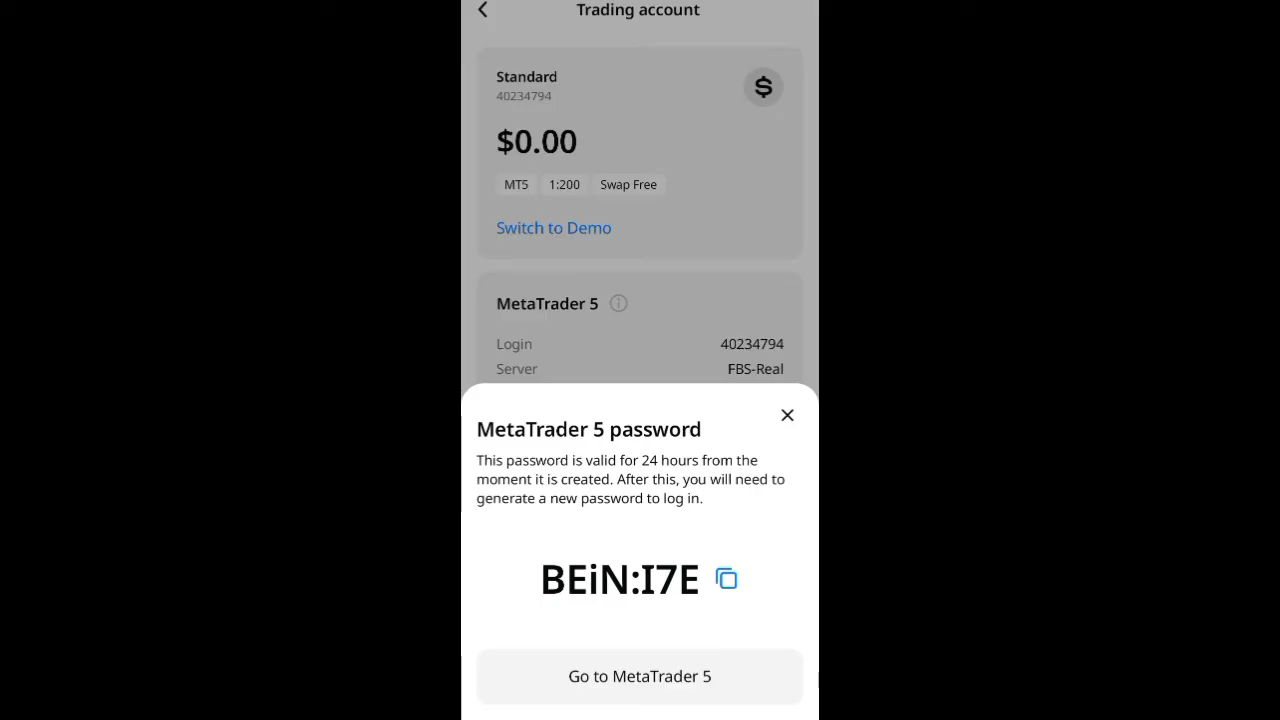 Trading account
Standard
40234794
$
$0.00
MT5 1:200 Swap Free
Switch to Demo
MetaTrader 5
Login 40234794
Server FBS-Real
MetaTrader 5 password
This password is valid for 24 hours from the
moment it is created. After this, you will need to
generate a new password to log in.
BEiN:I7E
Go to MetaTrader 5